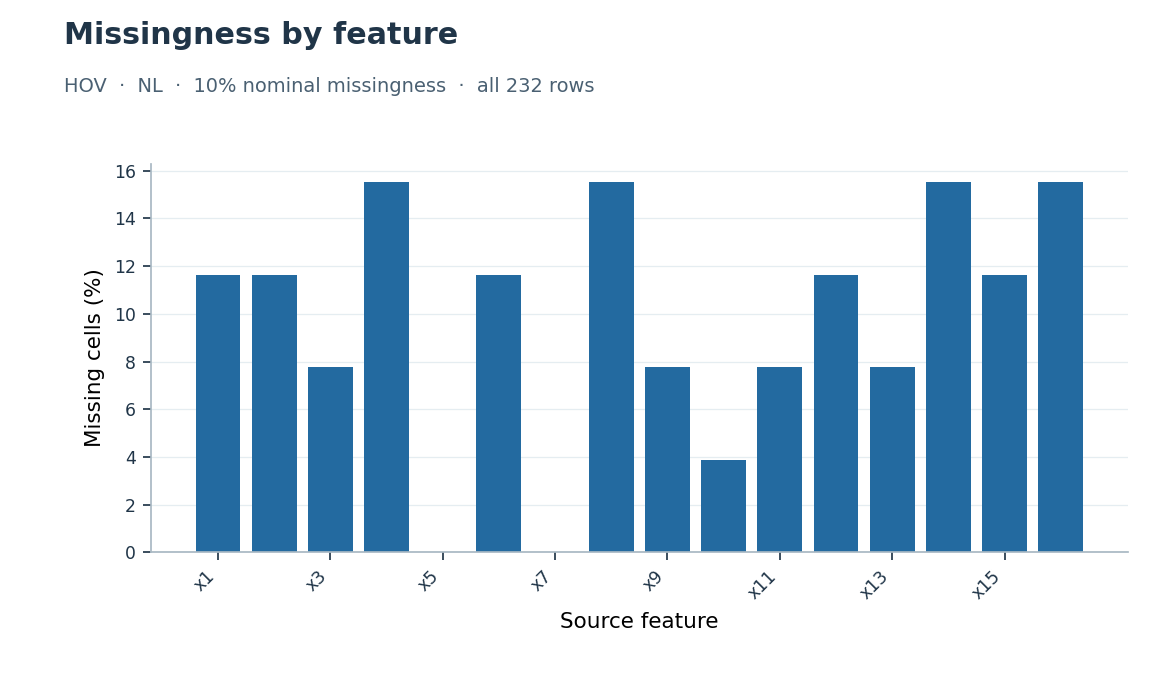 Missingness by feature
HOV · NL · 10% nominal missingness · all 232 rows
16
14
12
10
8
6
4
2
0
Missing cells (%)
x1
x3
x5
x7
x9
x11
x13
x15
Source feature